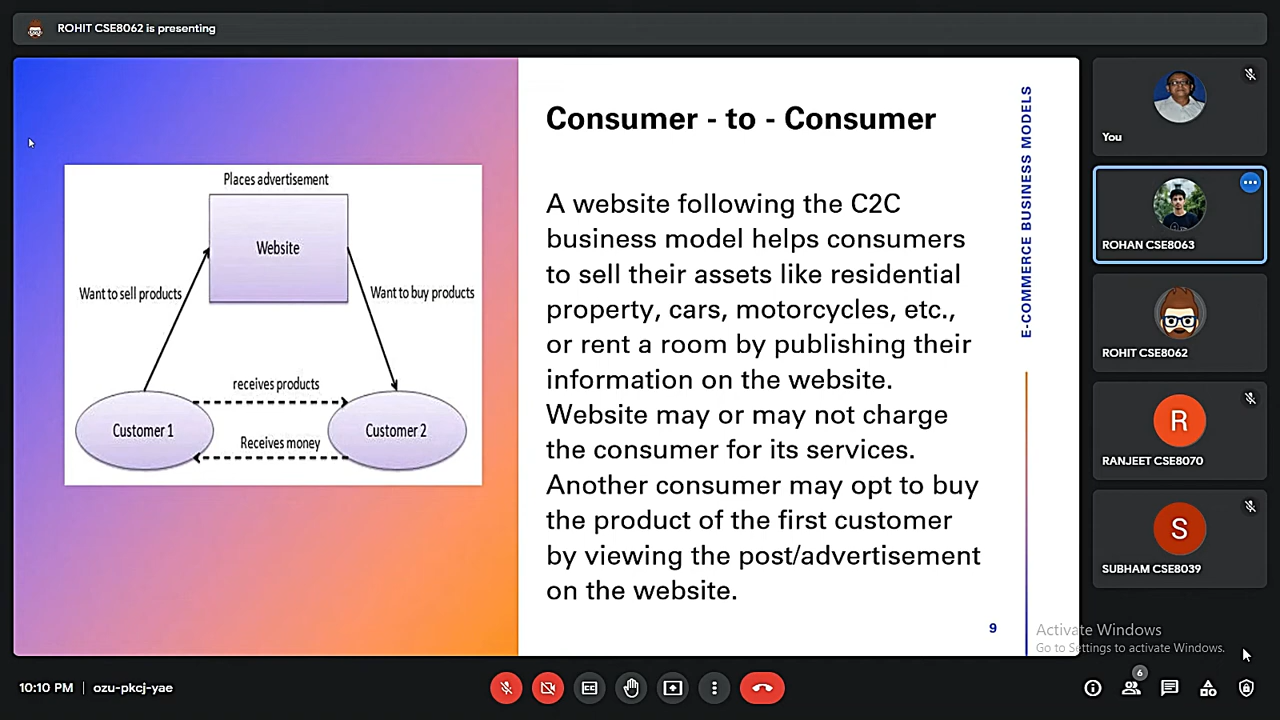 ROHIT CSE8062 is presenting
Places advertisement
Website
Want to sell products
Want to buy products
receives products
Customer 1
Customer 2
Receives money
Consumer - to - Consumer
A website following the C2C
business model helps consumers
to sell their assets like residential
property, cars, motorcycles, etc.,
or rent a room by publishing their
information on the website.
Website may or may not charge
the consumer for its services.
Another consumer may opt to buy
the product of the first customer
by viewing the post/advertisement
on the website.
E-COMMERCE BUSINESS MODELS
9
You
ROHAN CSE8063
ROHIT CSE8062
R
RANJEET CSE8070
S
SUBHAM CSE8039
Activate Windows
Go to Settings to activate Windows.
10:10 PM | ozu-pkcj-yae
6